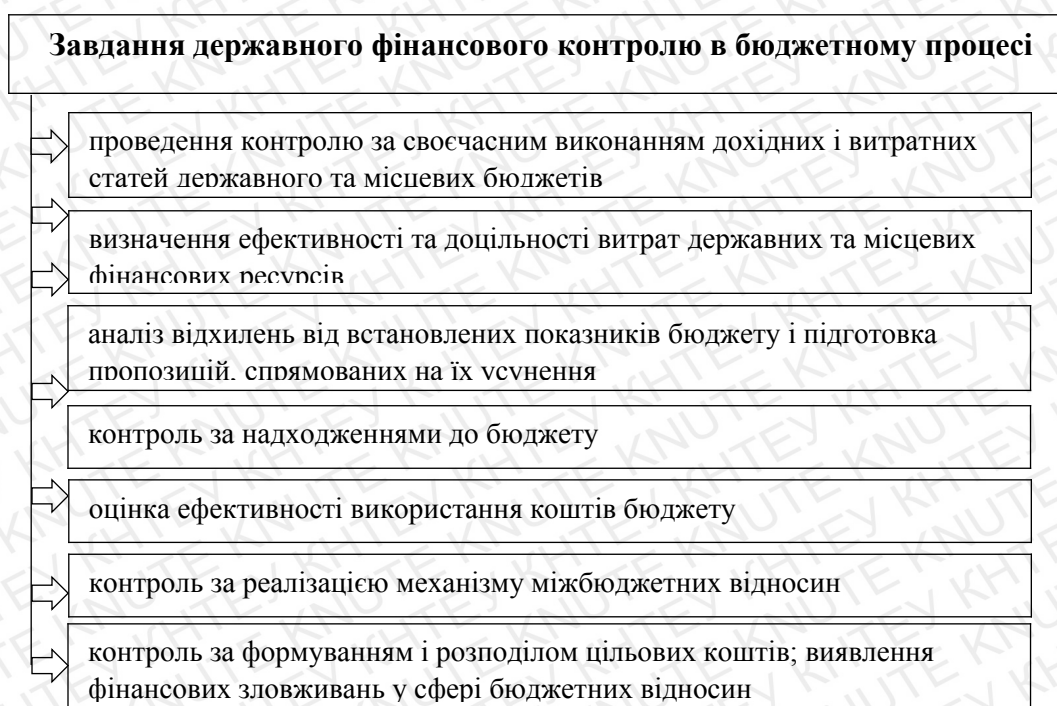 Завдання державного фінансового контролю в бюджетному процесі
проведення контролю за своєчасним виконанням дохідних і витратних
статей державного та місцевих бюджетів
визначення ефективності та доцільності витрат державних та місцевих
фінансових ресурсів
аналіз відхилень від встановлених показників бюджету і підготовка
пропозицій, спрямованих на їх усунення
контроль за надходженнями до бюджету
оцінка ефективності використання коштів бюджету
контроль за реалізацією механізму міжбюджетних відносин
контроль за формуванням і розподілом цільових коштів; виявлення
фінансових зловживань у сфері бюджетних відносин